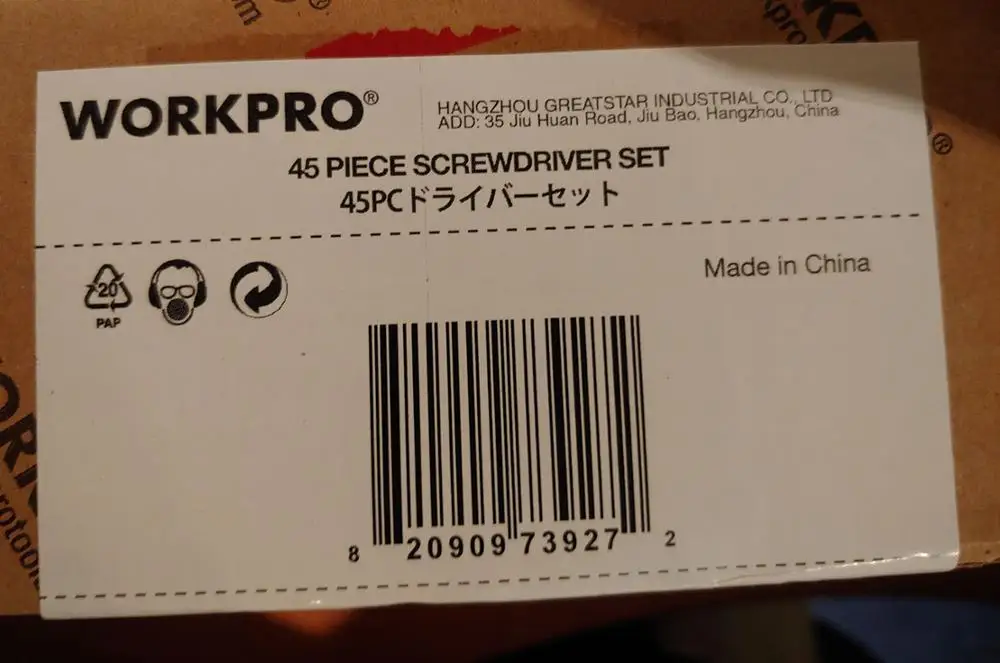 WORKPRO®
HANGZHOU GREATSTAR INDUSTRIAL CO., LTD
ADD: 35 Jiu Huan Road, Jiu Bao, Hangzhou, China
45 PIECE SCREWDRIVER SET
45PCドライバーセット
20
PAP
Made in China
8 20909 73927 2